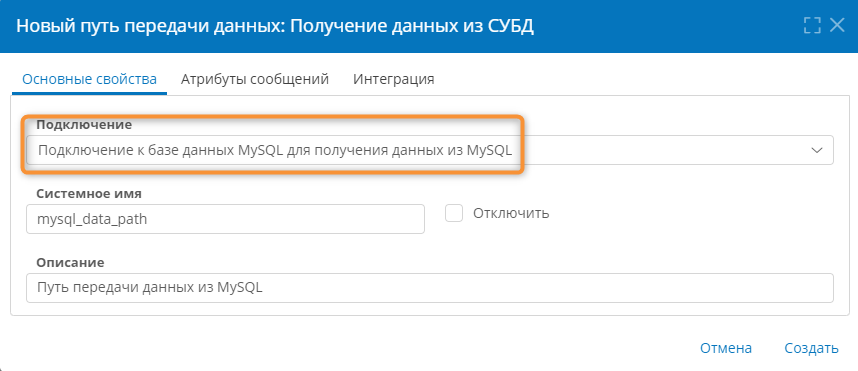 Новый путь передачи данных: Получение данных из СУБД
Основные свойства Атрибуты сообщений Интеграция
Подключение
Подключение к базе данных MySQL для получения данных из MySQL
Системное имя
mysql_data_path
Отключить
Описание
Путь передачи данных из MySQL
Отмена Создать